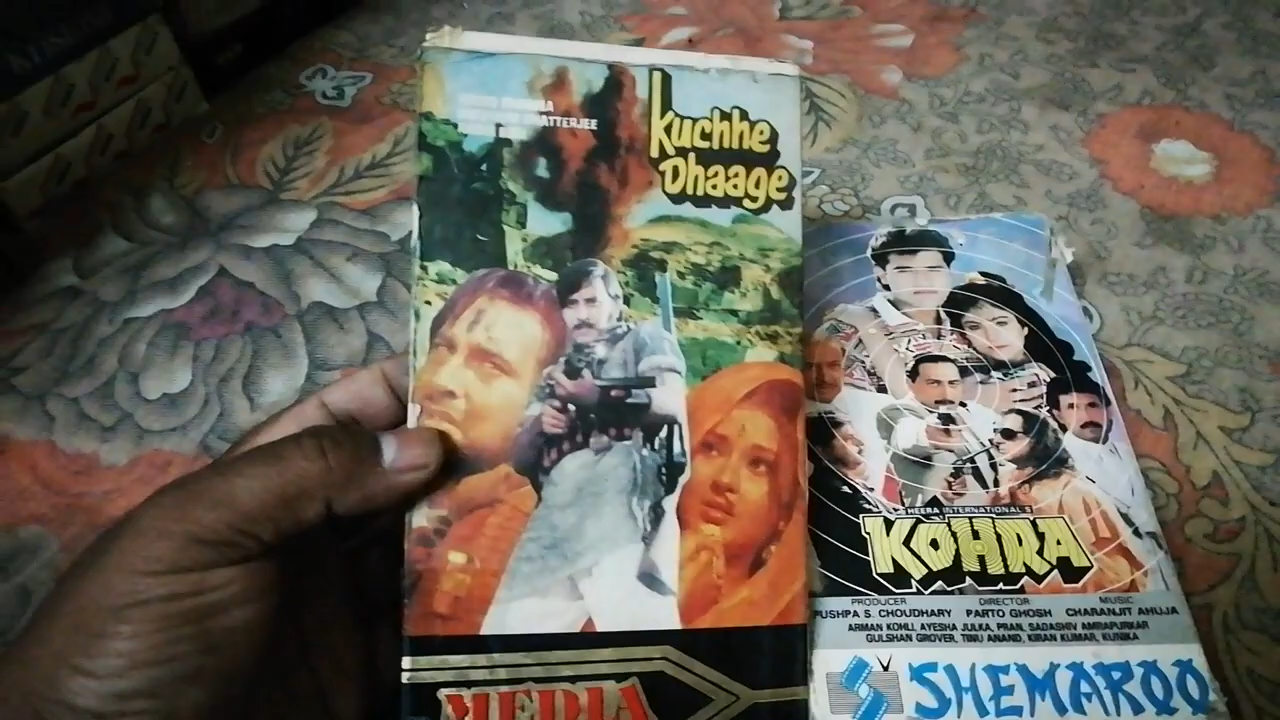 Kuchhe
Dhaage
MEDIA
HEERA INTERNATIONAL'S
KOHRA
PRODUCER DIRECTOR MUSIC
PUSHPA S. CHOUDHARY PARTO GHOSH CHARANJIT AHUJA
ARMAN KOHLI, AYESHA JULKA, PRAN, SADASHIV AMRAPURKAR
GULSHAN GROVER, TINU ANAND, KIRAN KUMAR, KUNIKA
SHEMAROO